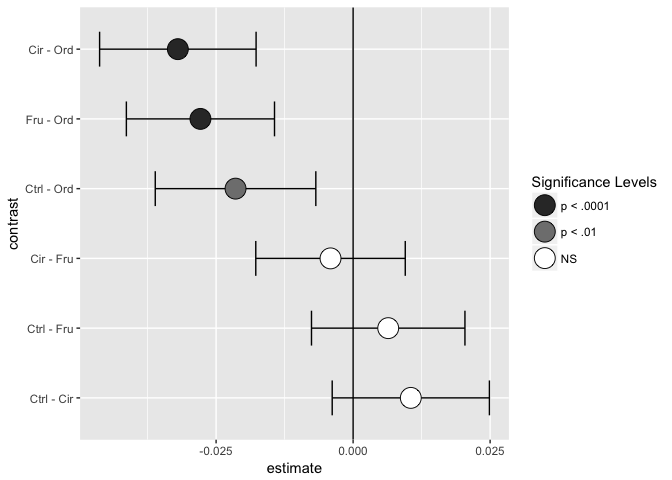 Cir - Ord
Fru - Ord
Ctrl - Ord
Cir - Fru
Ctrl - Fru
Ctrl - Cir
contrast
-0.025
0.000
0.025
estimate
Significance Levels
p < .0001
p < .01
NS